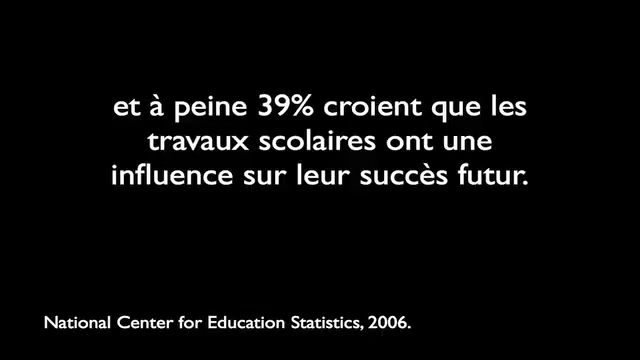 et à peine 39% croient que les
travaux scolaires ont une
influence sur leur succès futur.
National Center for Education Statistics, 2006.